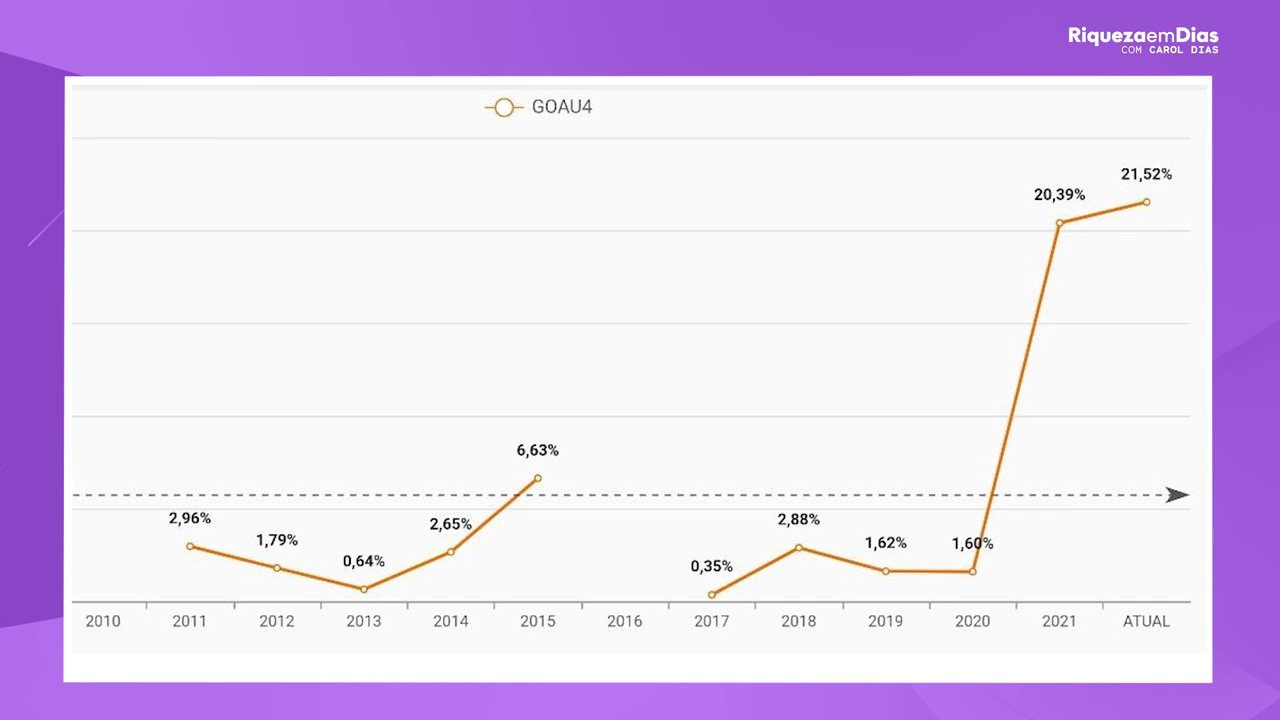 RiquezaemDias
COM CAROL DIAS
GOAU4
21,52%
20,39%
6,63%
2,96%
1,79%
0,64%
2,65%
0,35%
2,88%
1,62%
1,60%
2010 2011 2012 2013 2014 2015 2016 2017 2018 2019 2020 2021 ATUAL